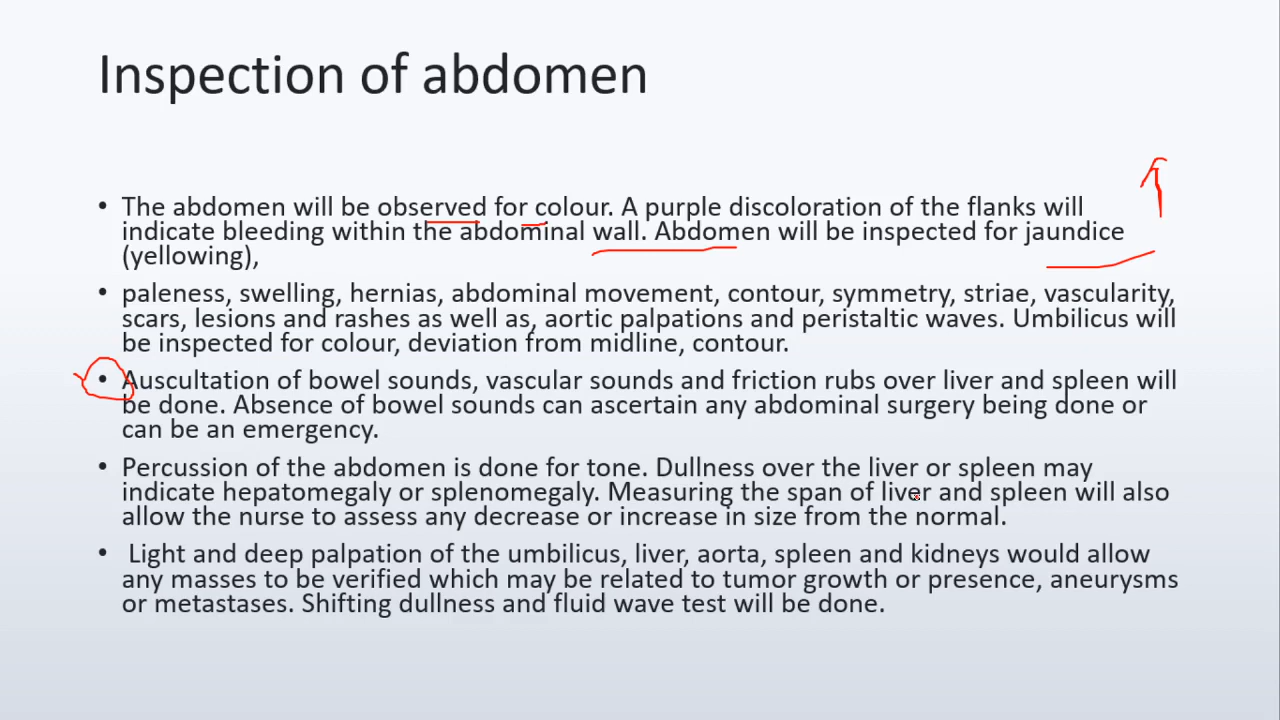 Inspection of abdomen
• The abdomen will be observed for colour. A purple discoloration of the flanks will
indicate bleeding within the abdominal wall. Abdomen will be inspected for jaundice
(yellowing),
• paleness, swelling, hernias, abdominal movement, contour, symmetry, striae, vascularity,
scars, lesions and rashes as well as, aortic palpations and peristaltic waves. Umbilicus will
be inspected for colour, deviation from midline, contour.
• Auscultation of bowel sounds, vascular sounds and friction rubs over liver and spleen will
be done. Absence of bowel sounds can ascertain any abdominal surgery being done or
can be an emergency.
• Percussion of the abdomen is done for tone. Dullness over the liver or spleen may
indicate hepatomegaly or splenomegaly. Measuring the span of liver and spleen will also
allow the nurse to assess any decrease or increase in size from the normal.
• Light and deep palpation of the umbilicus, liver, aorta, spleen and kidneys would allow
any masses to be verified which may be related to tumor growth or presence, aneurysms
or metastases. Shifting dullness and fluid wave test will be done.